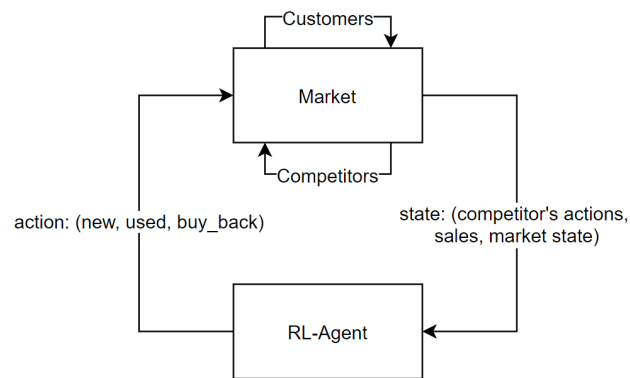 Customers
Market
Competitors
action: (new, used, buy_back)
state: (competitor's actions,
sales, market state)
RL-Agent